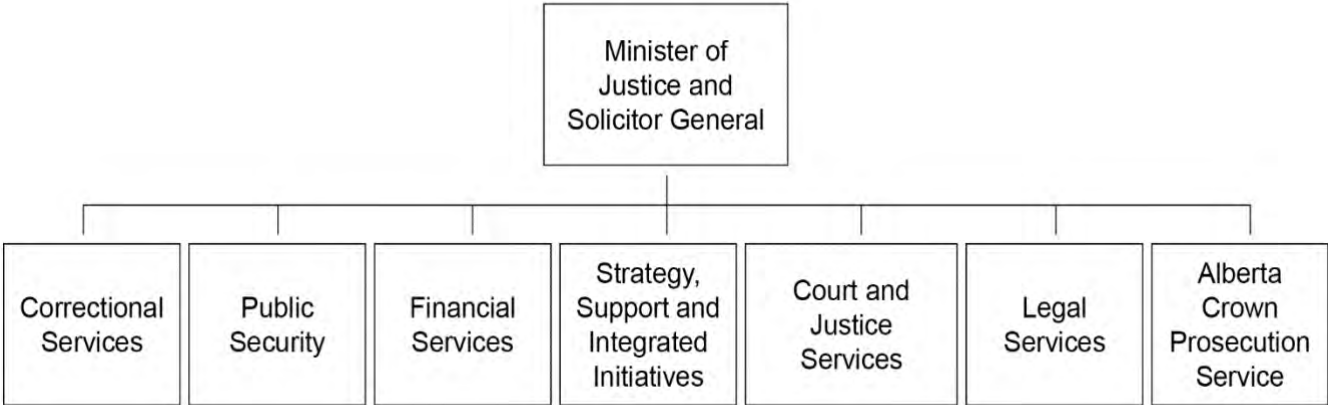 Minister of
Justice and
Solicitor General
Correctional
Services
Public
Security
Financial
Services
Strategy,
Support and
Integrated
Initiatives
Court and
Justice
Services
Legal
Services
Alberta
Crown
Prosecution
Service